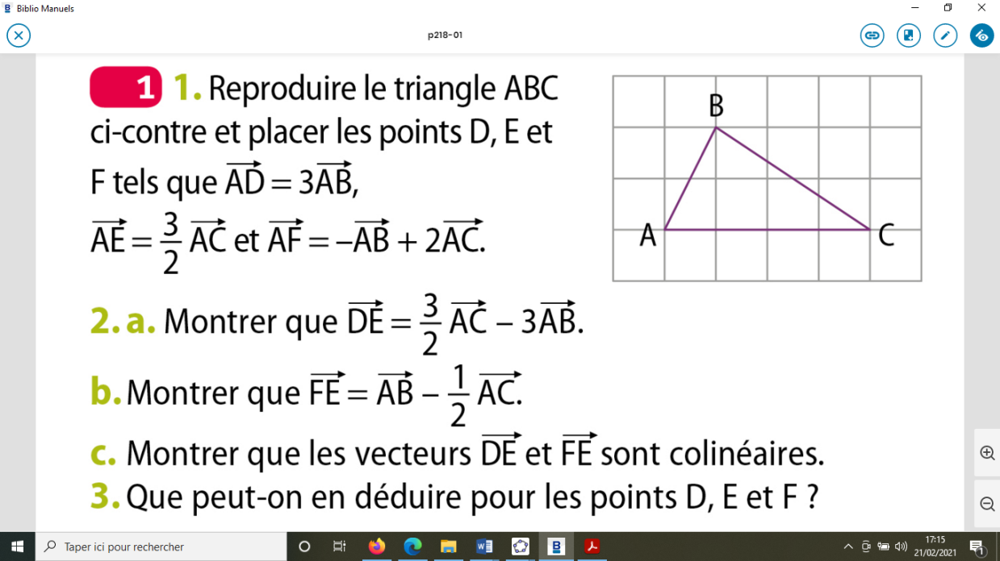 Biblio Manuels
p218-01
1 1. Reproduire le triangle ABC
ci-contre et placer les points D, E et
F tels que $\overrightarrow{AD} = 3\overrightarrow{AB}$,
$\overrightarrow{AE} = \frac{3}{2}\overrightarrow{AC}$ et $\overrightarrow{AF} = -\overrightarrow{AB} + 2\overrightarrow{AC}$.
B
A
C
2. a. Montrer que $\overrightarrow{DE} = \frac{3}{2}\overrightarrow{AC} - 3\overrightarrow{AB}$.
b. Montrer que $\overrightarrow{FE} = \overrightarrow{AB} - \frac{1}{2}\overrightarrow{AC}$.
c. Montrer que les vecteurs $\overrightarrow{DE}$ et $\overrightarrow{FE}$ sont colinéaires.
3. Que peut-on en déduire pour les points D, E et F ?
Taper ici pour rechercher
17:15
21/02/2021
1